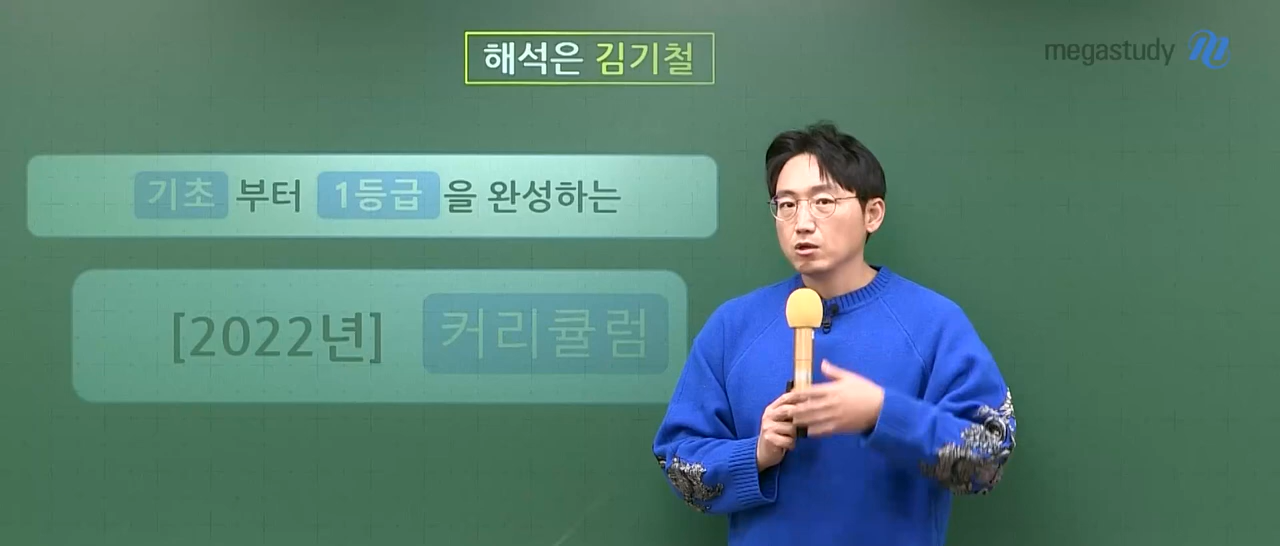 해석은 김기철
megastudy
기초 부터 1등급 을 완성하는
[2022년] 커리큘럼